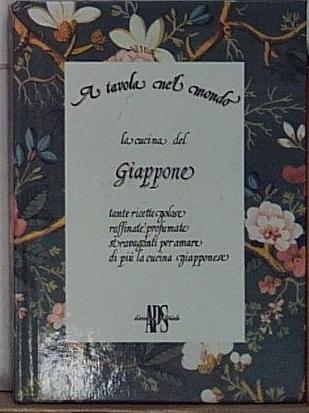 A tavola nel mondo
la cucina del
Giappone
tante ricette golose
raffinate, profumate
stravaganti per amare
di più la cucina giapponese
APS